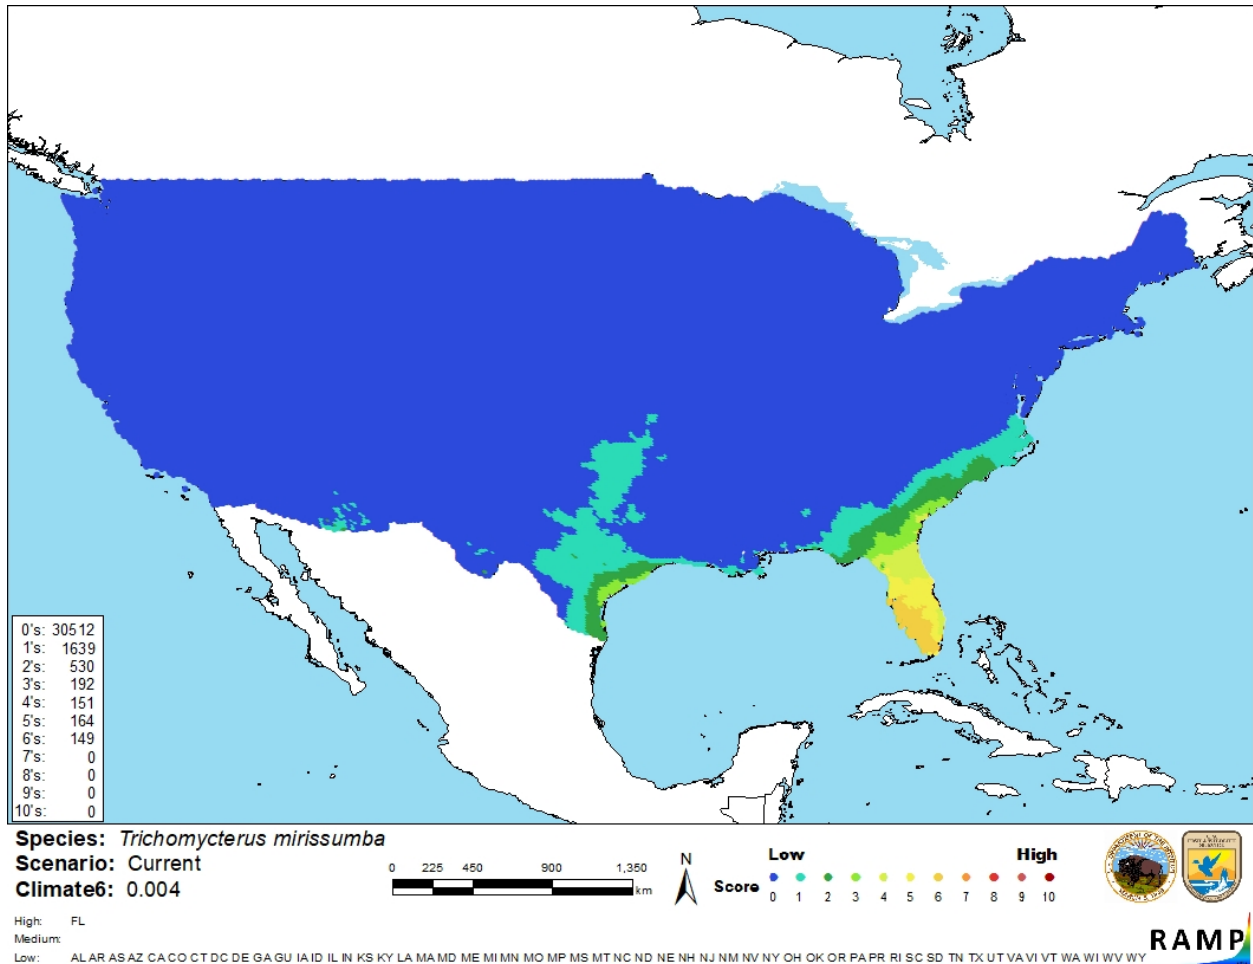 0's: 30512
1's: 1639
2's: 530
3's: 192
4's: 151
5's: 164
6's: 149
7's: 0
8's: 0
9's: 0
10's: 0
Species: Trichomycterus mirissumba
Scenario: Current
Climate6: 0.004
0 225 450 900 1,350
km
N
Low High
Score
0 1 2 3 4 5 6 7 8 9 10
High: FL
Medium:
Low: AL AR AS AZ CA CO CT DC DE GA GU IA ID IL IN KS KY LA MA MD ME MI MN MO MP MS MT NC ND NE NH NJ NM NV NY OH OK OR PA PR RI SC SD TN TX UT VA VI VT WA WI WV WY
RAMP